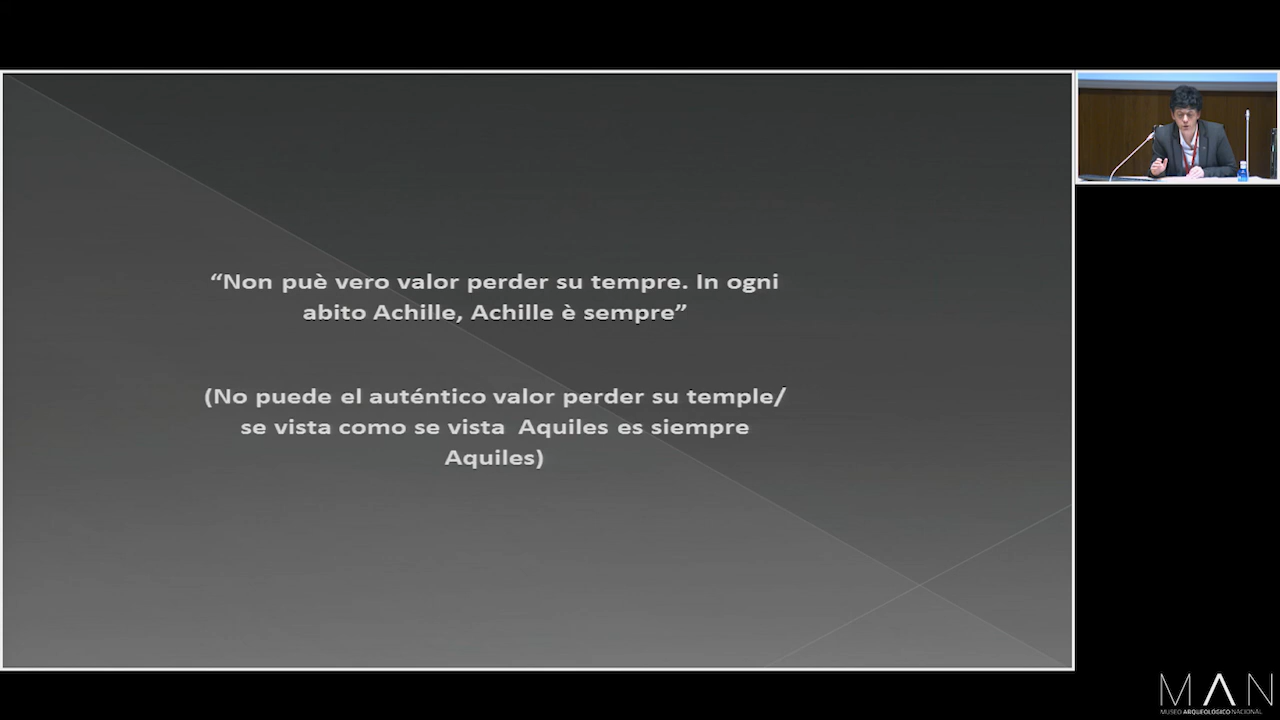 “Non puè vero valor perder su tempre. In ogni
abito Achille, Achille è sempre”
(No puede el auténtico valor perder su temple/
se vista como se vista Aquiles es siempre
Aquiles)
MAN
MUSEO ARQUEOLÓGICO NACIONAL